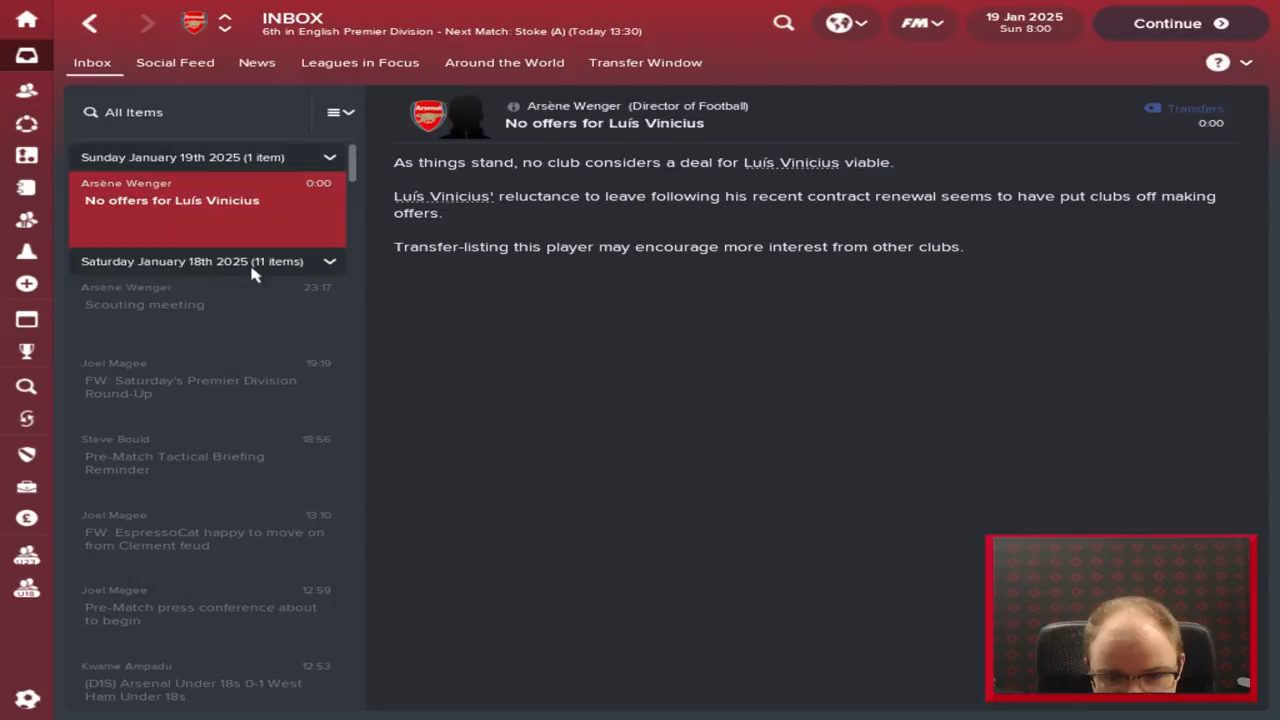 INBOX
6th in English Premier Division - Next Match: Stoke (A) (Today 13:30)
FM
19 Jan 2025
Sun 8:00
Continue
Inbox
Social Feed
News
Leagues in Focus
Around the World
Transfer Window
?
All Items
Sunday January 19th 2025 (1 item)
Arsène Wenger 0:00
No offers for Luís Vinicius
Saturday January 18th 2025 (11 items)
Arsène Wenger 23:17
Scouting meeting
Joel Magee 19:19
FW: Saturday's Premier Division
Round-Up
Steve Bould 18:56
Pre-Match Tactical Briefing
Reminder
Joel Magee 13:10
FW: EspressoCat happy to move on
from Clement feud
Joel Magee 12:59
Pre-Match press conference about
to begin
Kwame Ampadu 12:53
(D1S) Arsenal Under 18s 0-1 West
Ham Under 18s
Arsenal
Arsène Wenger (Director of Football)
No offers for Luís Vinicius
Transfers
0:00
As things stand, no club considers a deal for Luís Vinicius viable.
Luís Vinicius' reluctance to leave following his recent contract renewal seems to have put clubs off making
offers.
Transfer-listing this player may encourage more interest from other clubs.
U23
U18